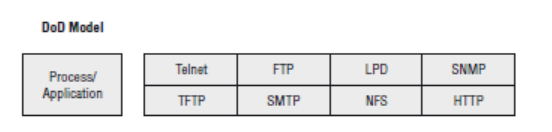 DoD Model
Process/
Application
Telnet FTP LPD SNMP
TFTP SMTP NFS HTTP